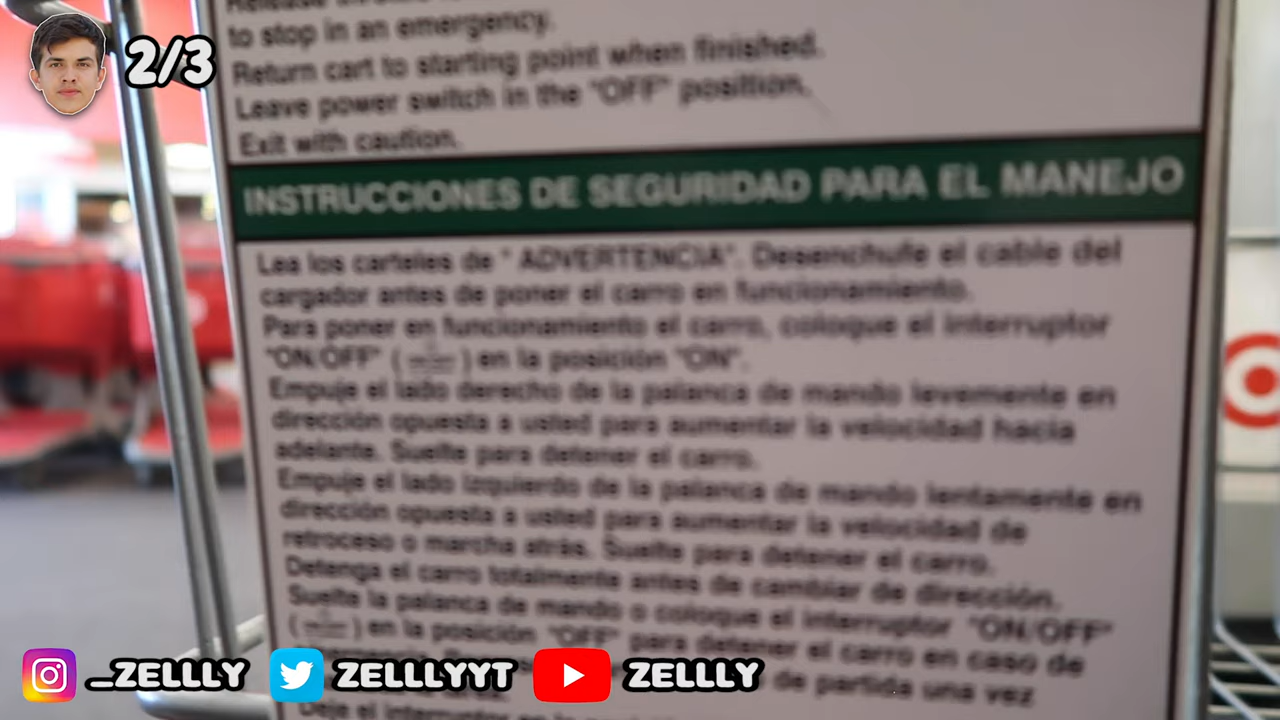 2/3
Release
to stop in an emergency.
Return cart to starting point when finished.
Leave power switch in the "OFF" position.
Exit with caution.
INSTRUCCIONES DE SEGURIDAD PARA EL MANEJO
Lea los carteles de " ADVERTENCIA". Desenchufe el cable del
cargador antes de poner el carro en funcionamiento.
Para poner en funcionamiento el carro, coloque el interruptor
"ON/OFF" ( ) en la posición "ON".
Empuje el lado derecho de la palanca de mando levemente en
dirección opuesta a usted para aumentar la velocidad hacia
adelante. Suelte para detener el carro.
Empuje el lado izquierdo de la palanca de mando lentamente en
dirección opuesta a usted para aumentar la velocidad de
retroceso o marcha atrás. Suelte para detener el carro.
Detenga el carro totalmente antes de cambiar de dirección.
Suelte la palanca de mando o coloque el interruptor "ON/OFF"
( ) en la posición "OFF" para detener el carro en caso de
de partida una vez
Deje el interruptor en la
_ZELLLY ZELLLYYT ZELLLY